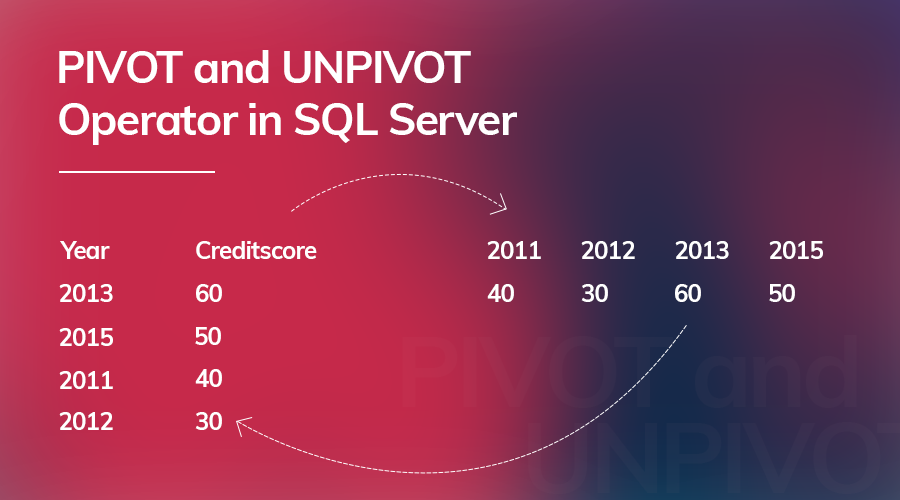 PIVOT and UNPIVOT
Operator in SQL Server
Year Creditscore
2013 60
2015 50
2011 40
2012 30
2011 2012 2013 2015
40 30 60 50
PIVOT and
UNPIVOT